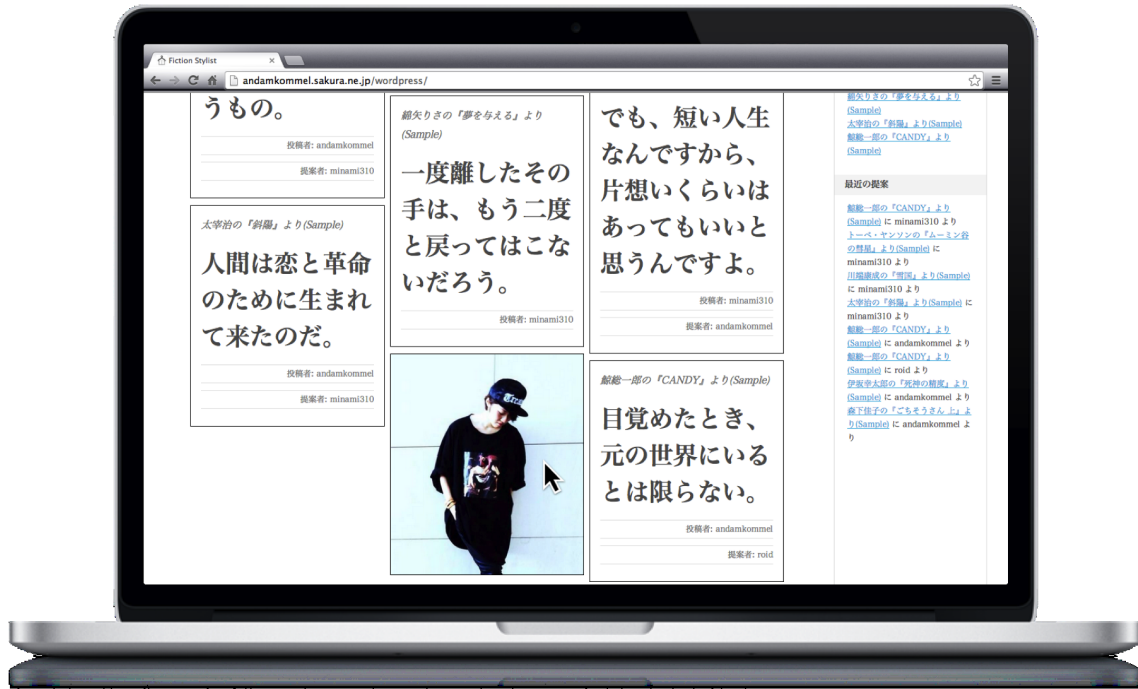 Fiction Stylist
andamkommel.sakura.ne.jp/wordpress/
うもの。
投稿者: andamkommel
提案者: minami310
太宰治の『斜陽』より(Sample)
人間は恋と革命
のために生まれ
て来たのだ。
投稿者: andamkommel
提案者: minami310
綿矢りさの『夢を与える』より
(Sample)
一度離したその
手は、もう二度
と戻ってはこな
いだろう。
投稿者: minami310
でも、短い人生
なんですから、
片想いくらいは
あってもいいと
思うんですよ。
投稿者: minami310
提案者: andamkommel
鯨総一郎の『CANDY』より(Sample)
目覚めたとき、
元の世界にいる
とは限らない。
投稿者: andamkommel
提案者: roid
綿矢りさの『夢を与える』より
(Sample)
太宰治の『斜陽』より(Sample)
鯨総一郎の『CANDY』より
(Sample)
最近の提案
鯨総一郎の『CANDY』より
(Sample) に minami310 より
トーベ・ヤンソンの『ムーミン谷
の彗星』より(Sample) に
minami310 より
川端康成の『雪国』より(Sample)
に minami310 より
太宰治の『斜陽』より(Sample) に
minami310 より
鯨総一郎の『CANDY』より
(Sample) に andamkommel より
鯨総一郎の『CANDY』より
(Sample) に roid より
伊坂幸太郎の『死神の精度』より
(Sample) に andamkommel より
森下佳子の『ごちそうさん 上』よ
り(Sample) に andamkommel よ
り